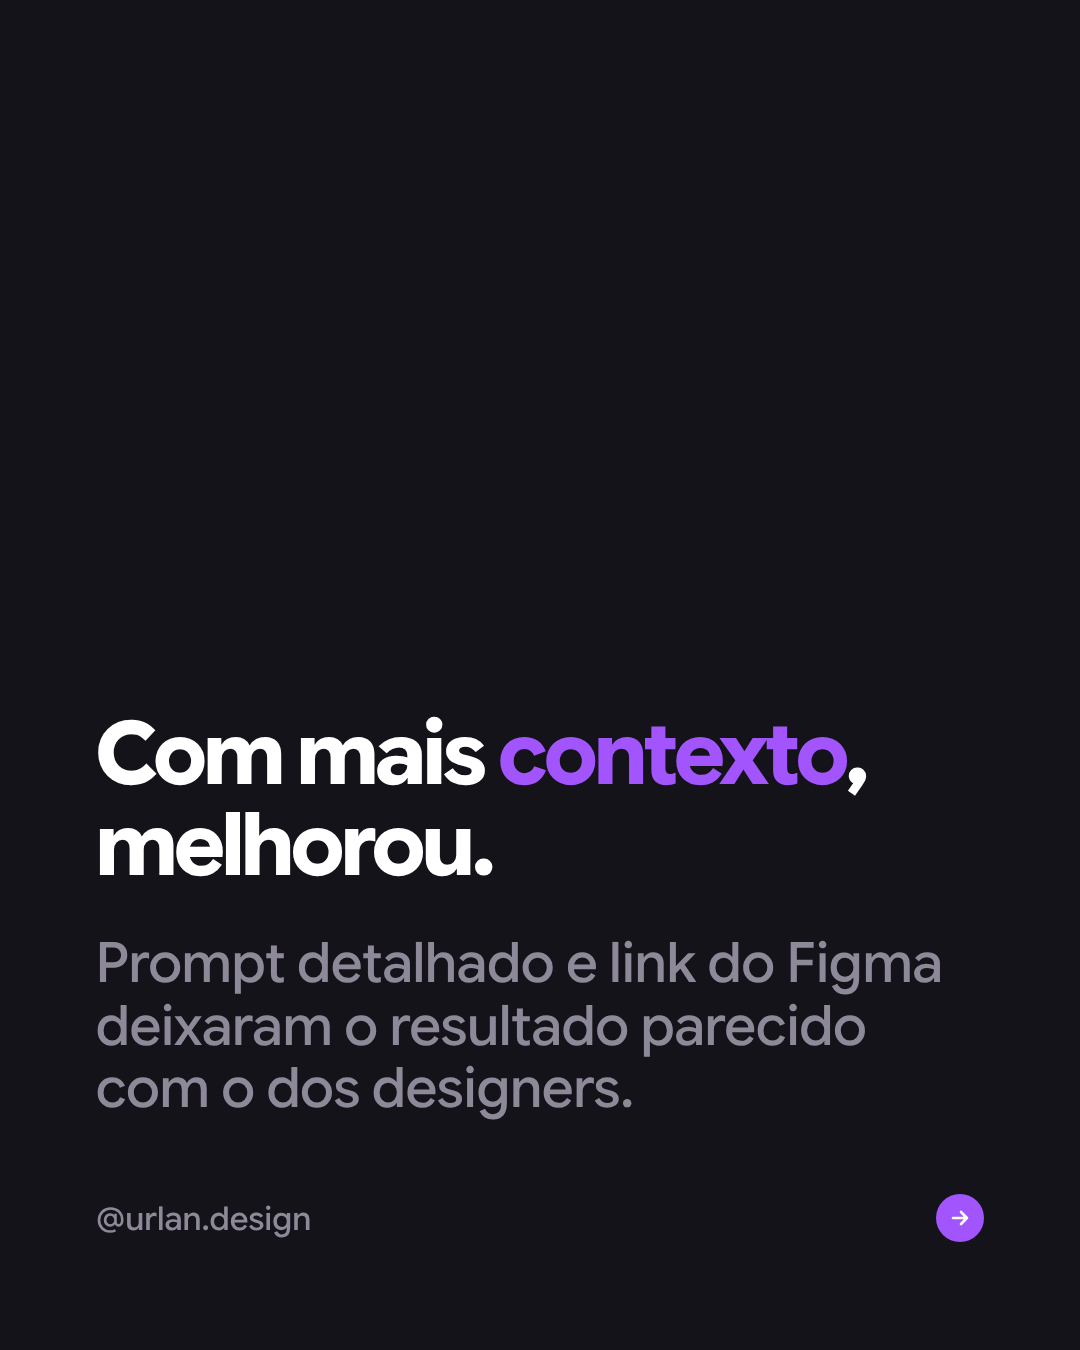 Com mais contexto,
melhorou.
Prompt detalhado e link do Figma
deixaram o resultado parecido
com o dos designers.
@urlan.design